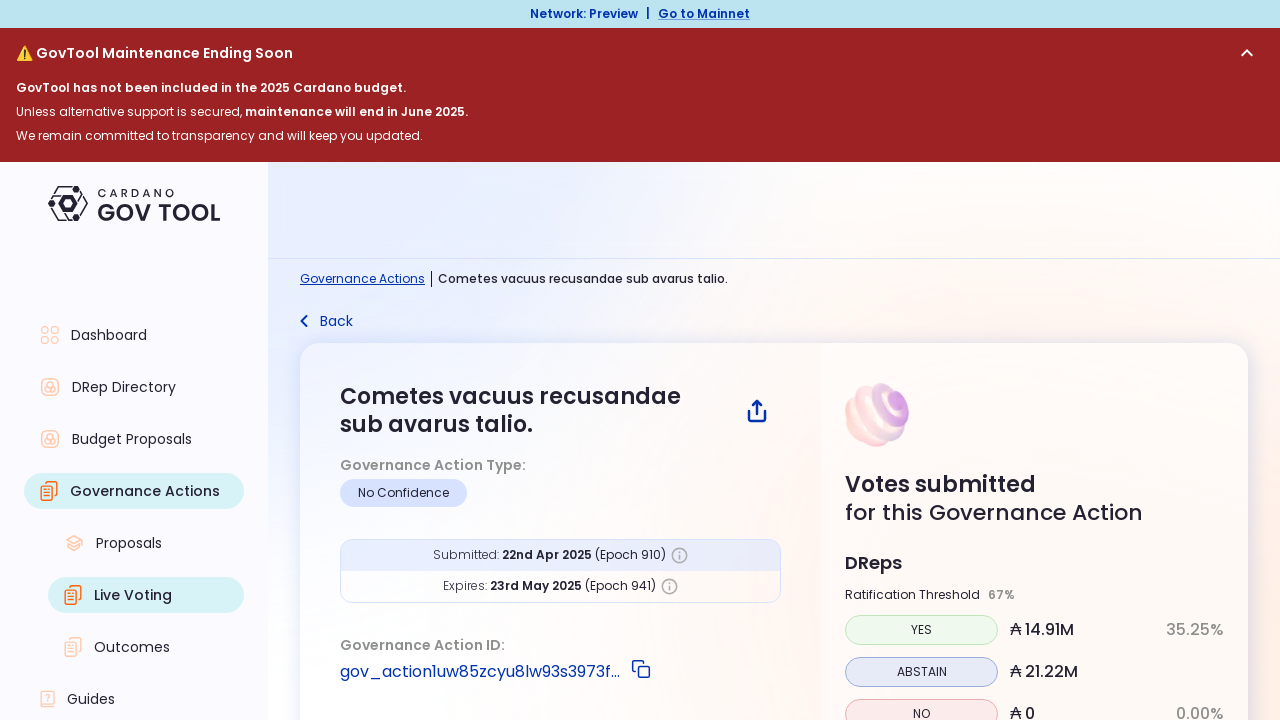 Network: Preview | Go to Mainnet
⚠️ GovTool Maintenance Ending Soon
GovTool has not been included in the 2025 Cardano budget.
Unless alternative support is secured, maintenance will end in June 2025.
We remain committed to transparency and will keep you updated.
CARDANO
GOV TOOL
Dashboard
DRep Directory
Budget Proposals
Governance Actions
Proposals
Live Voting
Outcomes
Guides
Governance Actions | Cometes vacuus recusandae sub avarus talio.
Back
Cometes vacuus recusandae
sub avarus talio.
Governance Action Type:
No Confidence
Submitted: 22nd Apr 2025 (Epoch 910)
Expires: 23rd May 2025 (Epoch 941)
Governance Action ID:
gov_action1uw85zcyu8lw93s3973f...
Votes submitted
for this Governance Action
DReps
Ratification Threshold 67%
YES ₳ 14.91M 35.25%
ABSTAIN ₳ 21.22M
NO ₳ 0 0.00%